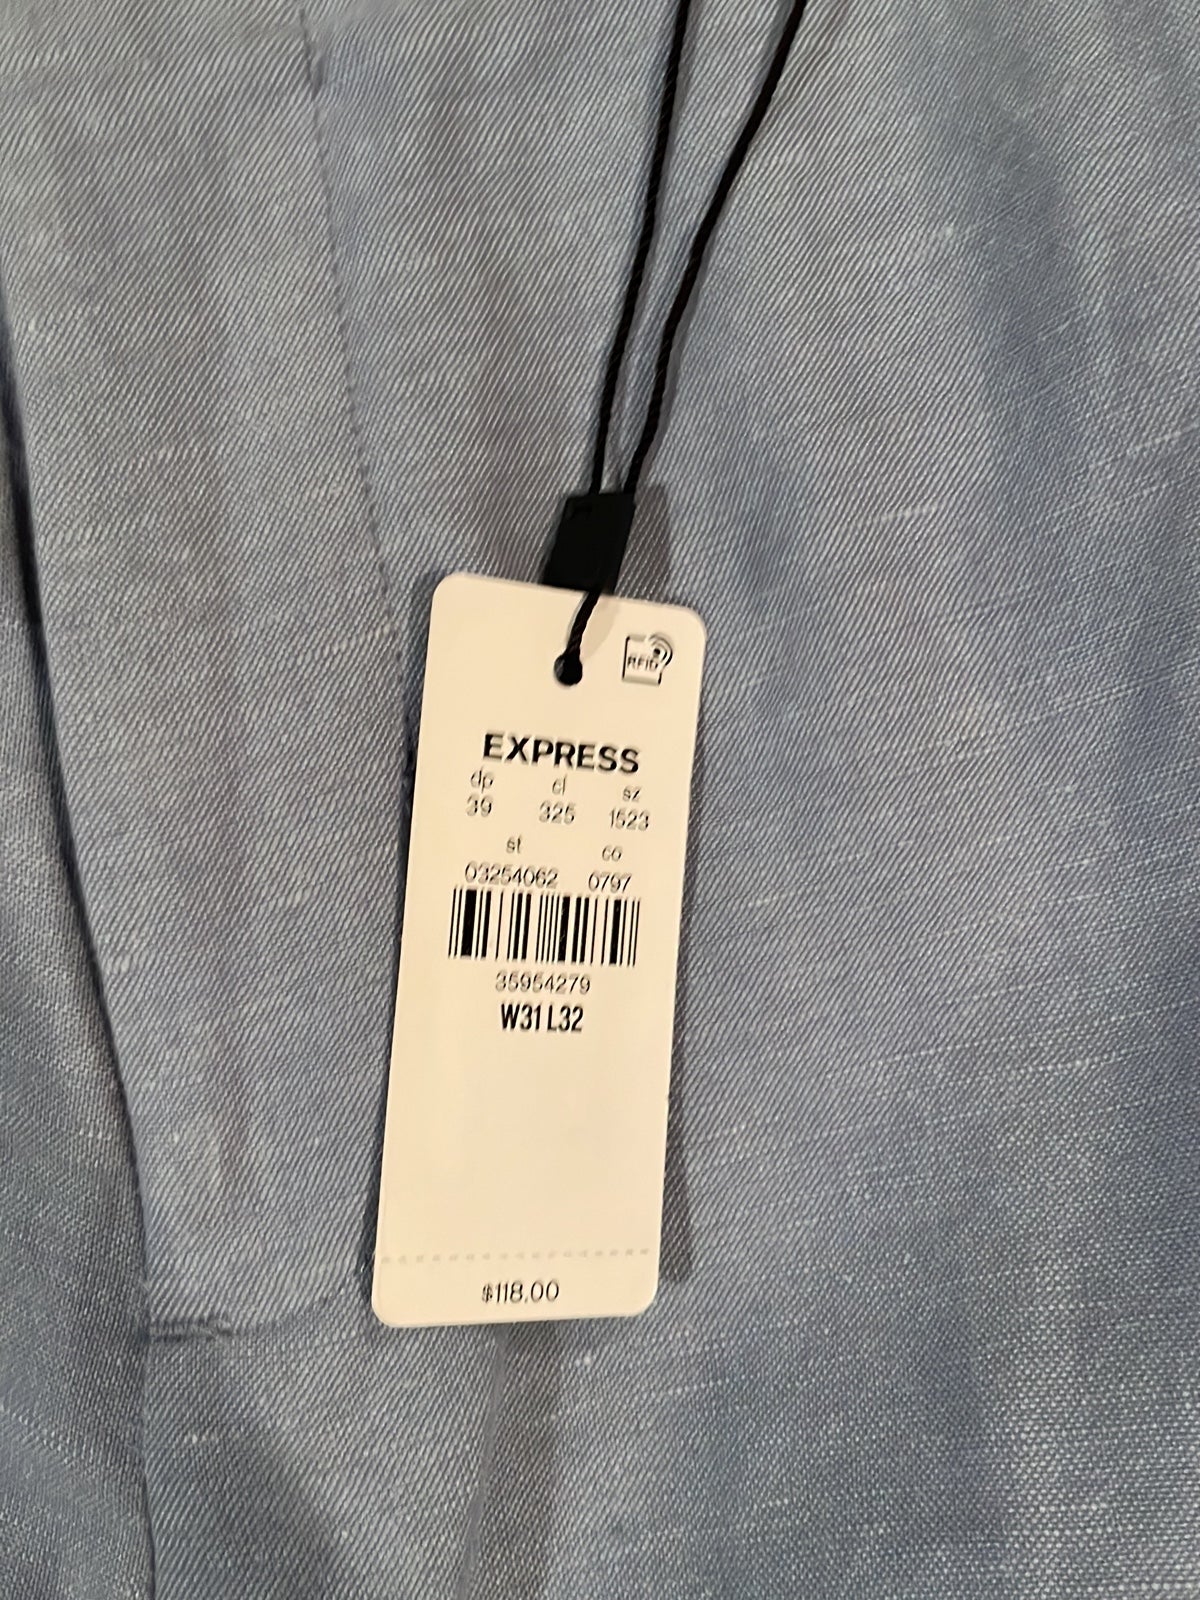 RFID
EXPRESS
dp cl sz
39 325 1523
st co
03254062 0797
35954279
W31 L32
$118.00